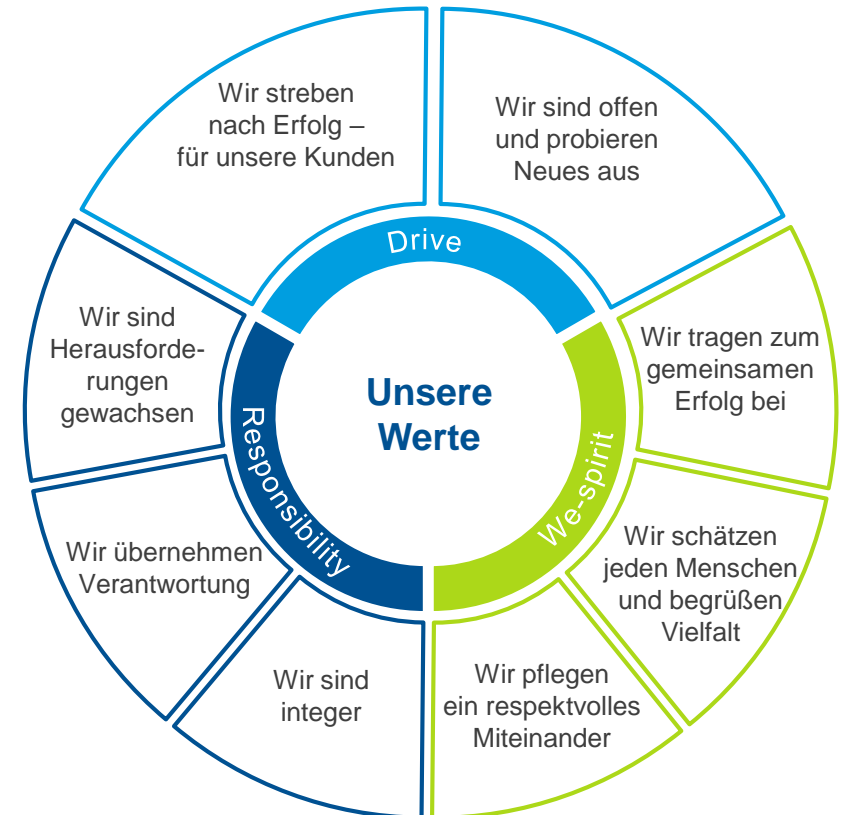 Wir streben
nach Erfolg –
für unsere Kunden
Wir sind offen
und probieren
Neues aus
Drive
Wir sind
Herausforde-
rungen
gewachsen
Wir tragen zum
gemeinsamen
Erfolg bei
Unsere
Werte
Responsibility
We-spirit
Wir übernehmen
Verantwortung
Wir schätzen
jeden Menschen
und begrüßen
Vielfalt
Wir sind
integer
Wir pflegen
ein respektvolles
Miteinander